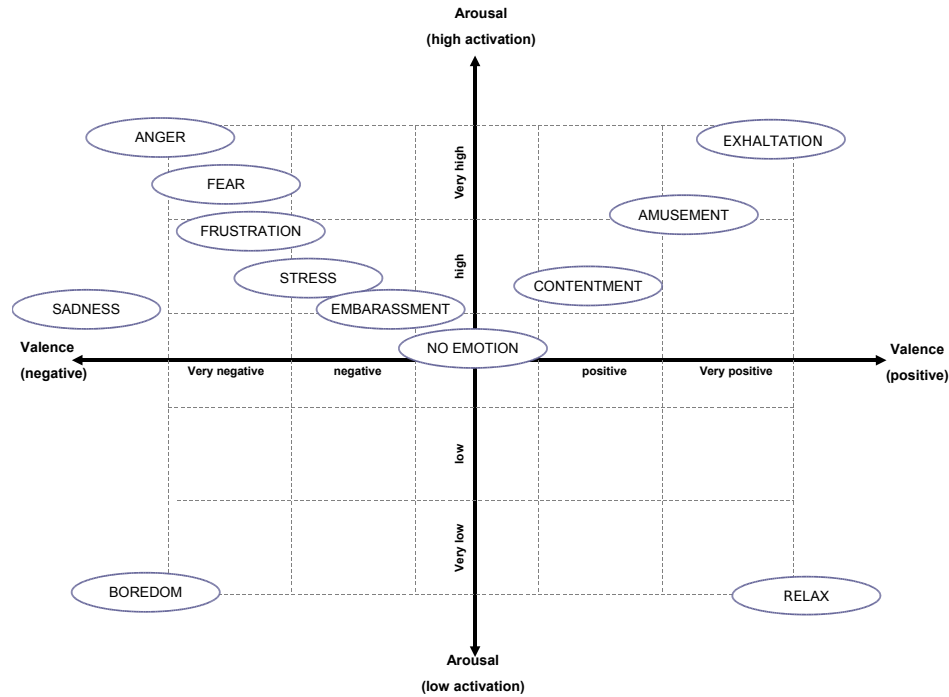 Arousal
(high activation)
ANGER
EXHALTATION
Very high
FEAR
AMUSEMENT
FRUSTRATION
high
STRESS
CONTENTMENT
SADNESS
EMBARASSMENT
NO EMOTION
Valence
(negative)
Very negative
negative
positive
Very positive
Valence
(positive)
low
Very low
BOREDOM
RELAX
Arousal
(low activation)